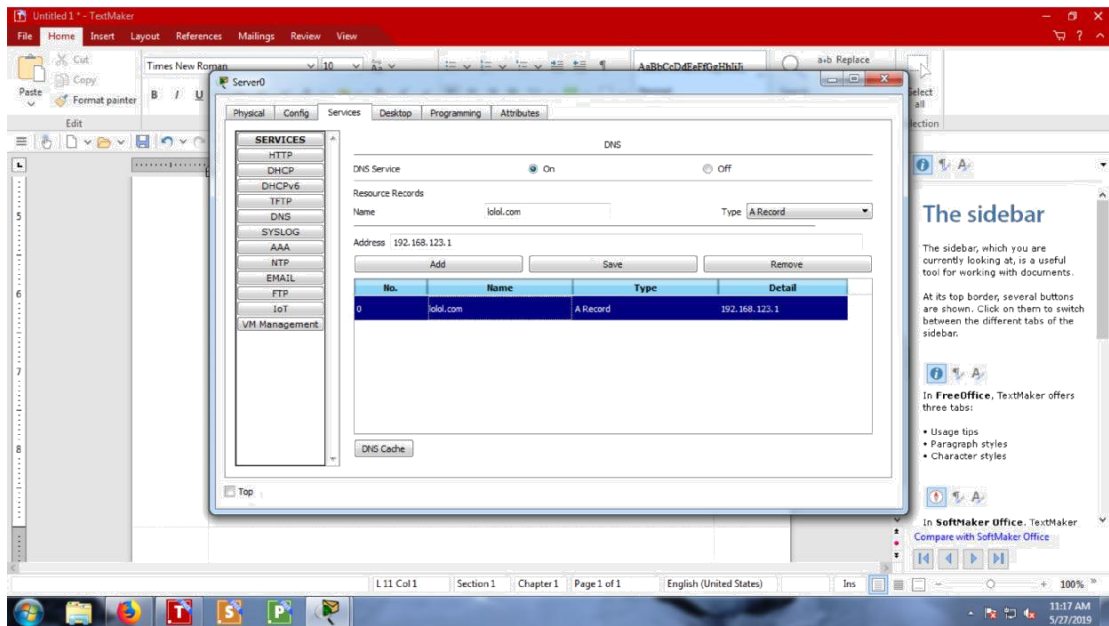 Untitled 1 * - TextMaker
File Home Insert Layout References Mailings Review View
Cut
Copy
Paste
Format painter
Edit
Times New Roman
10
B I U
AaBbCcDdEeFfGgHhIiJj
a+b Replace
Select
all
Server0
Physical Config Services Desktop Programming Attributes
SERVICES
HTTP
DHCP
DHCPv6
TFTP
DNS
SYSLOG
AAA
NTP
EMAIL
FTP
IoT
VM Management
DNS
DNS Service On Off
Resource Records
Name lolol.com Type A Record
Address 192.168.123.1
Add Save Remove
No. Name Type Detail
0 lolol.com A Record 192.168.123.1
DNS Cache
Top
5
6
7
8
The sidebar
The sidebar, which you are
currently looking at, is a useful
tool for working with documents.
At its top border, several buttons
are shown. Click on them to switch
between the different tabs of the
sidebar.
In FreeOffice, TextMaker offers
three tabs:
• Usage tips
• Paragraph styles
• Character styles
In SoftMaker Office, TextMaker
Compare with SoftMaker Office
L 11 Col 1 Section 1 Chapter 1 Page 1 of 1 English (United States) Ins 100%
11:17 AM
5/27/2019